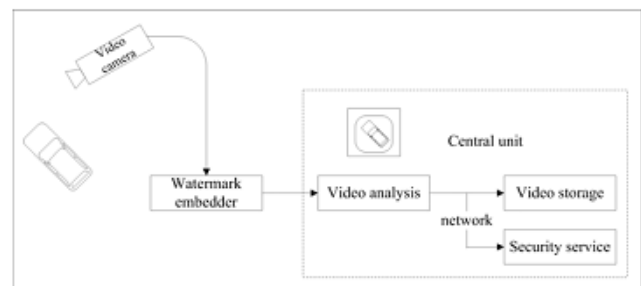 Video
camera
Central unit
Watermark
embedder
Video analysis
Video storage
network
Security service